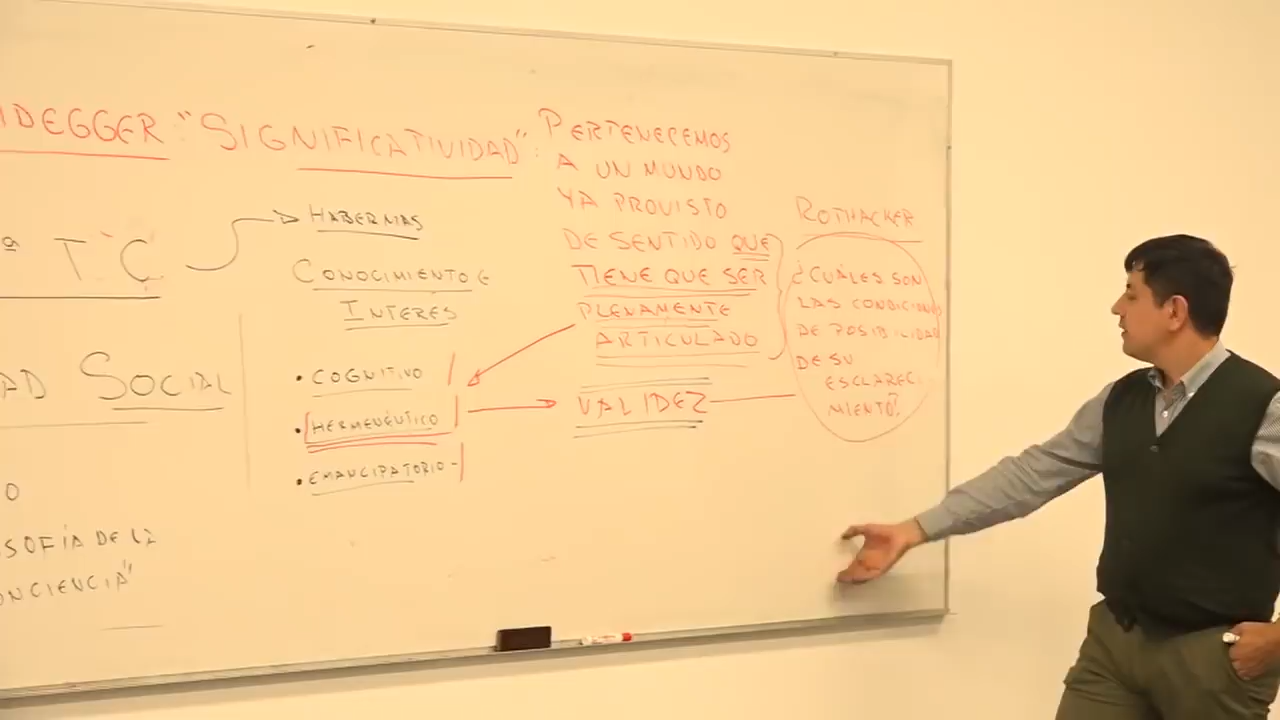 IDEGGER: "SIGNIFICATIVIDAD":
PERTENECEMOS
A UN MUNDO
YA PROVISTO
DE SENTIDO QUE
TIENE QUE SER
PLENAMENTE
ARTICULADO
VALIDEZ
ROTHACKER
¿CUÁLES SON
LAS CONDICIONES
DE POSIBILIDAD
DE SU
ESCLAREC
MIENTO?
HABERMAS
CONOCIMIENTO E
INTERÉS
• COGNITIVO
• HERMENÉUTICO
• EMANCIPATORIO-
ª T`C
AD SOCIAL
O
SOFÍA DE LA
ONCIENCIA"